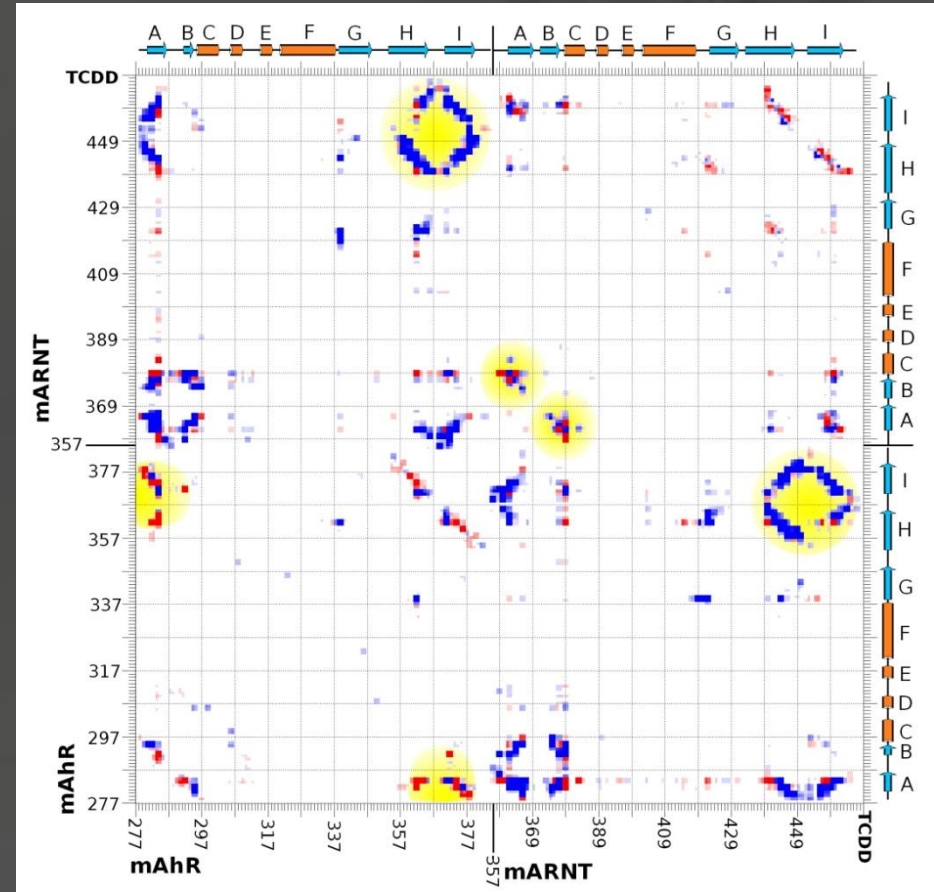 A B C D E F G H I A B C D E F G H I
TCDD
449
429
409
389
369
357
377
357
337
317
297
277
mARNT
mAhR
I
H
G
F
E
D
C
B
A
I
H
G
F
E
D
C
B
A
277 297 317 337 357 377 357 369 389 409 429 449 TCDD
mAhR mARNT